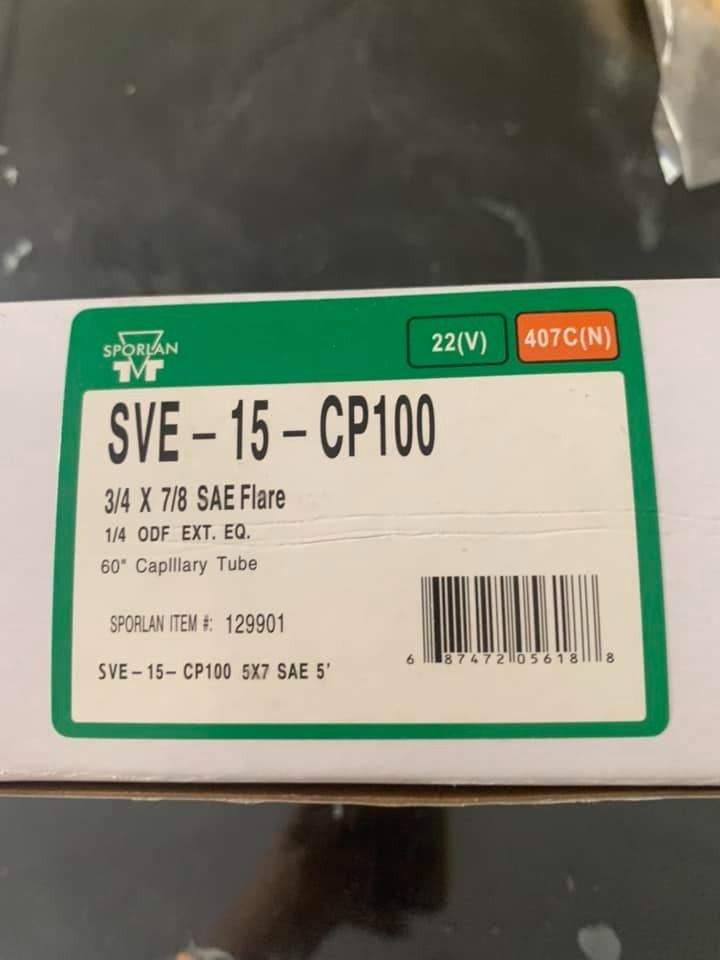 SPORLAN
22(V)
407C(N)
SVE - 15 - CP100
3/4 X 7/8 SAE Flare
1/4 ODF EXT. EQ.
60" Caplllary Tube
SPORLAN ITEM #: 129901
SVE - 15 - CP100 5X7 SAE 5'
6 87472 05618 8